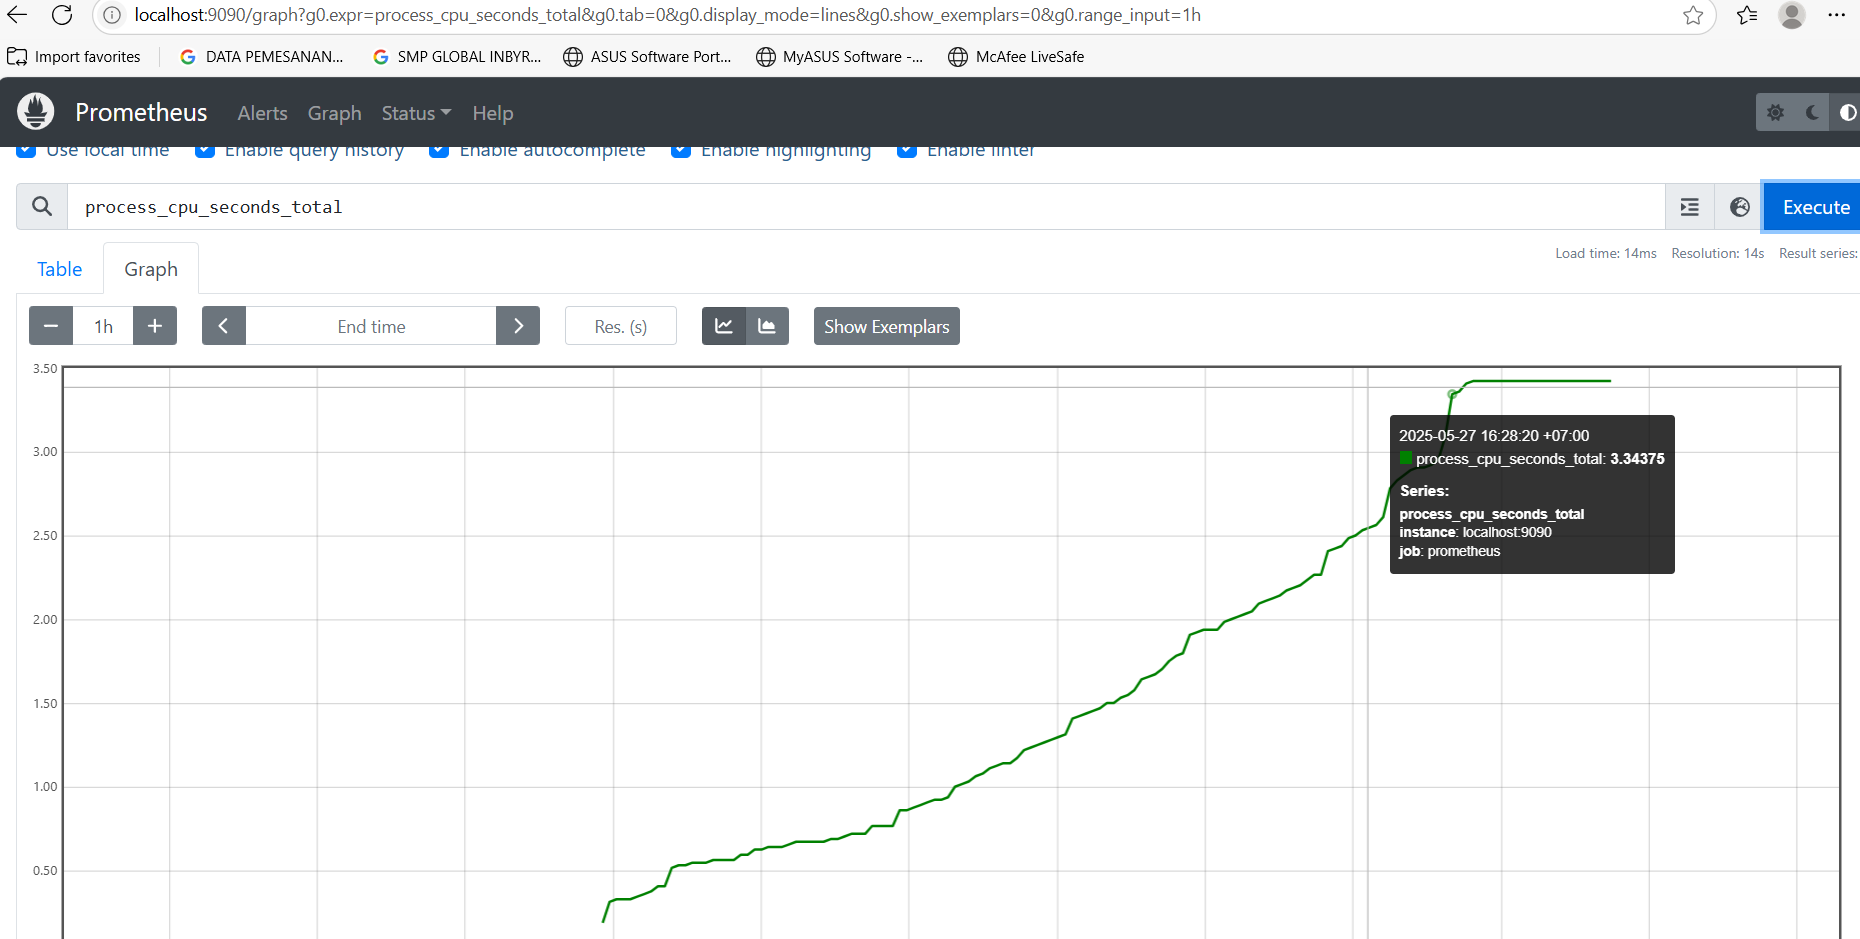 localhost:9090/graph?g0.expr=process_cpu_seconds_total&g0.tab=0&g0.display_mode=lines&g0.show_exemplars=0&g0.range_input=1h
Import favorites DATA PEMESANAN... SMP GLOBAL INBYR... ASUS Software Port... MyASUS Software -... McAfee LiveSafe
Prometheus Alerts Graph Status Help
Use local time Enable query history Enable autocomplete Enable highlighting Enable linter
process_cpu_seconds_total
Execute
Load time: 14ms Resolution: 14s Result series:
Table Graph
1h End time Res. (s) Show Exemplars
3.50
3.00
2.50
2.00
1.50
1.00
0.50
2025-05-27 16:28:20 +07:00
process_cpu_seconds_total: 3.34375
Series:
process_cpu_seconds_total
instance: localhost:9090
job: prometheus